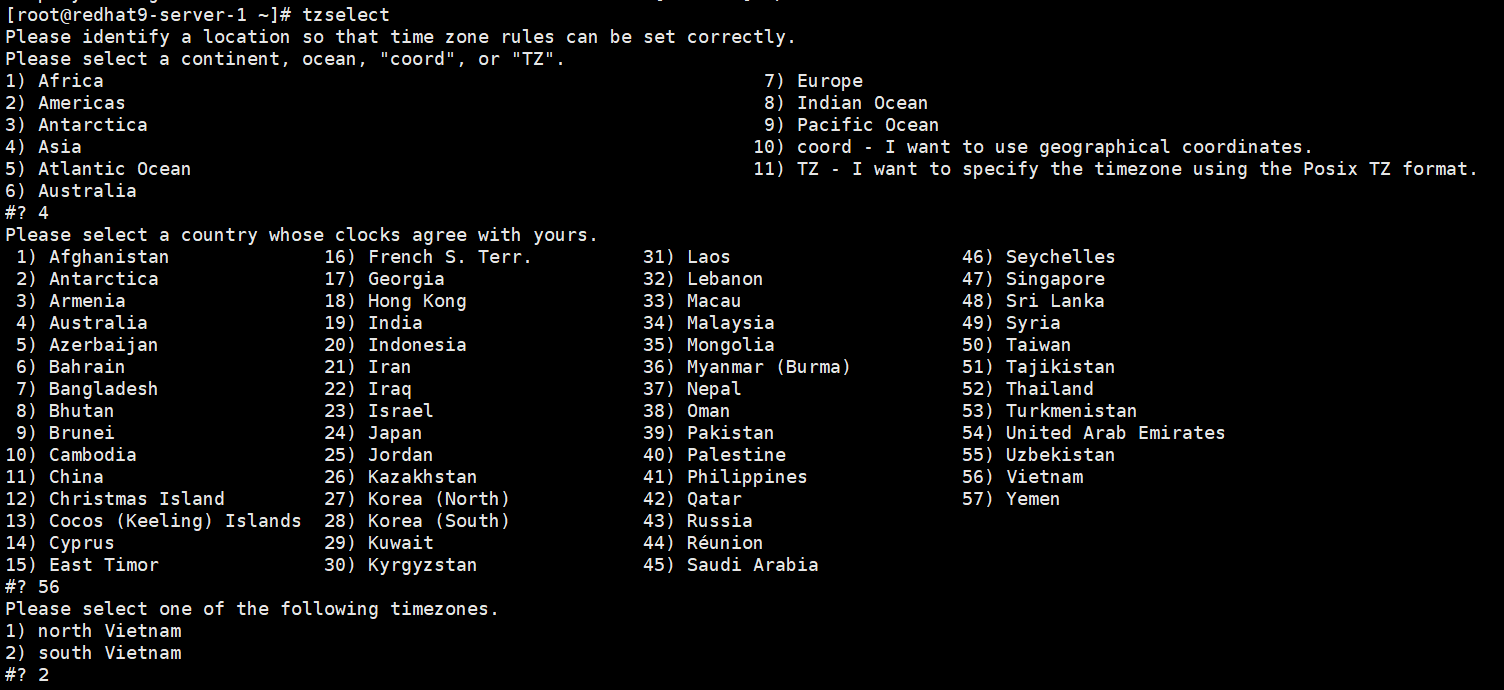 [root@redhat9-server-1 ~]# tzselect
Please identify a location so that time zone rules can be set correctly.
Please select a continent, ocean, "coord", or "TZ".
1) Africa 7) Europe
2) Americas 8) Indian Ocean
3) Antarctica 9) Pacific Ocean
4) Asia 10) coord - I want to use geographical coordinates.
5) Atlantic Ocean 11) TZ - I want to specify the timezone using the Posix TZ format.
6) Australia
#? 4
Please select a country whose clocks agree with yours.
1) Afghanistan 16) French S. Terr. 31) Laos 46) Seychelles
2) Antarctica 17) Georgia 32) Lebanon 47) Singapore
3) Armenia 18) Hong Kong 33) Macau 48) Sri Lanka
4) Australia 19) India 34) Malaysia 49) Syria
5) Azerbaijan 20) Indonesia 35) Mongolia 50) Taiwan
6) Bahrain 21) Iran 36) Myanmar (Burma) 51) Tajikistan
7) Bangladesh 22) Iraq 37) Nepal 52) Thailand
8) Bhutan 23) Israel 38) Oman 53) Turkmenistan
9) Brunei 24) Japan 39) Pakistan 54) United Arab Emirates
10) Cambodia 25) Jordan 40) Palestine 55) Uzbekistan
11) China 26) Kazakhstan 41) Philippines 56) Vietnam
12) Christmas Island 27) Korea (North) 42) Qatar 57) Yemen
13) Cocos (Keeling) Islands 28) Korea (South) 43) Russia
14) Cyprus 29) Kuwait 44) Réunion
15) East Timor 30) Kyrgyzstan 45) Saudi Arabia
#? 56
Please select one of the following timezones.
1) north Vietnam
2) south Vietnam
#? 2